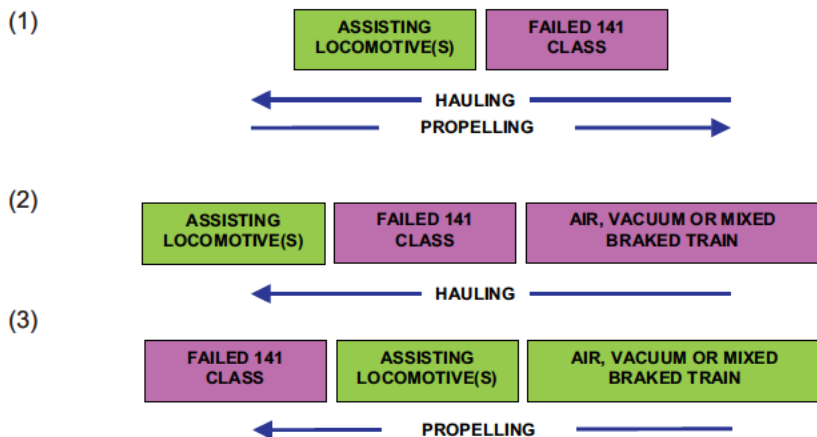 (1)
ASSISTING
LOCOMOTIVE(S)
FAILED 141
CLASS
HAULING
PROPELLING
(2)
ASSISTING
LOCOMOTIVE(S)
FAILED 141
CLASS
AIR, VACUUM OR MIXED
BRAKED TRAIN
HAULING
(3)
FAILED 141
CLASS
ASSISTING
LOCOMOTIVE(S)
AIR, VACUUM OR MIXED
BRAKED TRAIN
PROPELLING